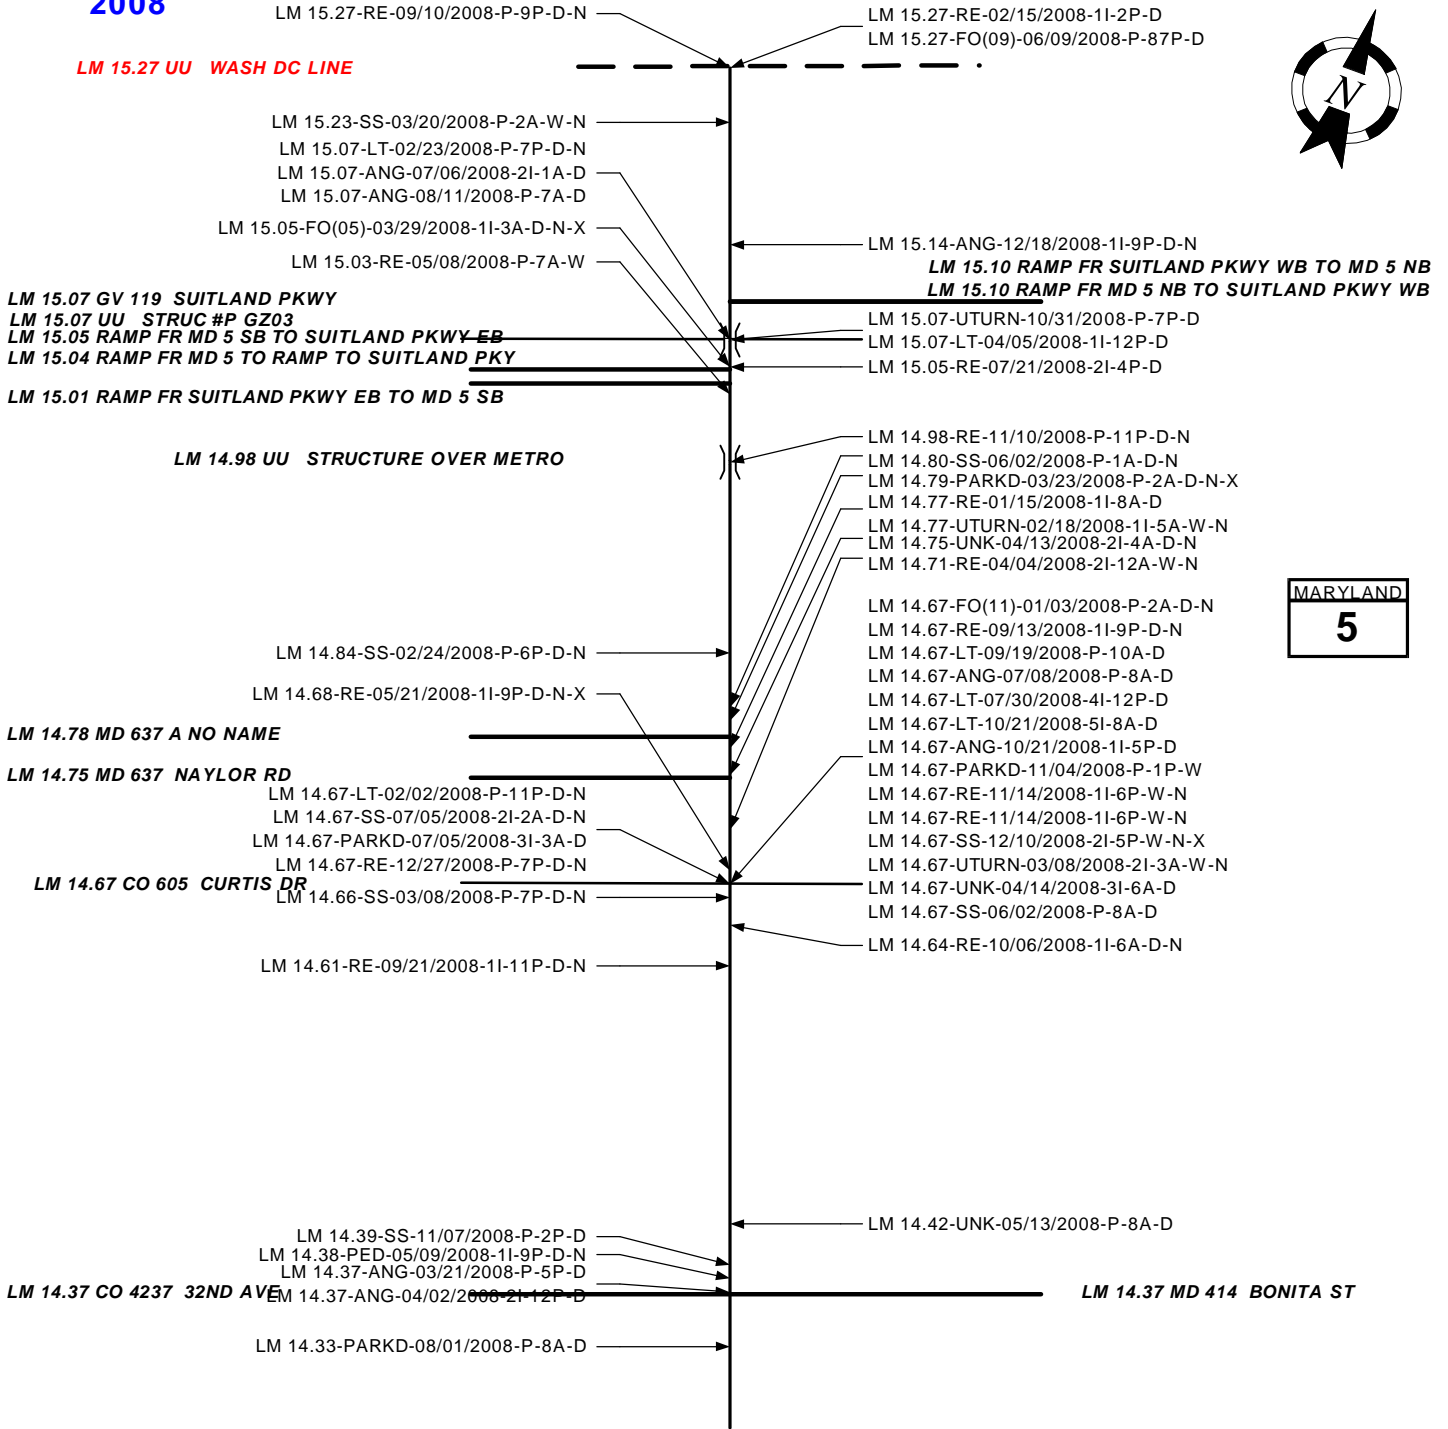 2008
LM 15.27-RE-09/10/2008-P-9P-D-N
LM 15.27-RE-02/15/2008-1I-2P-D
LM 15.27-FO(09)-06/09/2008-P-87P-D
LM 15.27 UU WASH DC LINE
N
LM 15.23-SS-03/20/2008-P-2A-W-N
LM 15.07-LT-02/23/2008-P-7P-D-N
LM 15.07-ANG-07/06/2008-2I-1A-D
LM 15.07-ANG-08/11/2008-P-7A-D
LM 15.05-FO(05)-03/29/2008-1I-3A-D-N-X
LM 15.03-RE-05/08/2008-P-7A-W
LM 15.14-ANG-12/18/2008-1I-9P-D-N
LM 15.10 RAMP FR SUITLAND PKWY WB TO MD 5 NB
LM 15.10 RAMP FR MD 5 NB TO SUITLAND PKWY WB
LM 15.07 GV 119 SUITLAND PKWY
LM 15.07 UU STRUC #P GZ03
LM 15.05 RAMP FR MD 5 SB TO SUITLAND PKWY EB
LM 15.04 RAMP FR MD 5 TO RAMP TO SUITLAND PKY
LM 15.01 RAMP FR SUITLAND PKWY EB TO MD 5 SB
LM 15.07-UTURN-10/31/2008-P-7P-D
LM 15.07-LT-04/05/2008-1I-12P-D
LM 15.05-RE-07/21/2008-2I-4P-D
LM 14.98 UU STRUCTURE OVER METRO
LM 14.98-RE-11/10/2008-P-11P-D-N
LM 14.80-SS-06/02/2008-P-1A-D-N
LM 14.79-PARKD-03/23/2008-P-2A-D-N-X
LM 14.77-RE-01/15/2008-1I-8A-D
LM 14.77-UTURN-02/18/2008-1I-5A-W-N
LM 14.75-UNK-04/13/2008-2I-4A-D-N
LM 14.71-RE-04/04/2008-2I-12A-W-N
MARYLAND
5
LM 14.67-FO(11)-01/03/2008-P-2A-D-N
LM 14.67-RE-09/13/2008-1I-9P-D-N
LM 14.67-LT-09/19/2008-P-10A-D
LM 14.67-ANG-07/08/2008-P-8A-D
LM 14.67-LT-07/30/2008-4I-12P-D
LM 14.67-LT-10/21/2008-5I-8A-D
LM 14.67-ANG-10/21/2008-1I-5P-D
LM 14.67-PARKD-11/04/2008-P-1P-W
LM 14.67-RE-11/14/2008-1I-6P-W-N
LM 14.67-RE-11/14/2008-1I-6P-W-N
LM 14.67-SS-12/10/2008-2I-5P-W-N-X
LM 14.67-UTURN-03/08/2008-2I-3A-W-N
LM 14.67-UNK-04/14/2008-3I-6A-D
LM 14.67-SS-06/02/2008-P-8A-D
LM 14.84-SS-02/24/2008-P-6P-D-N
LM 14.68-RE-05/21/2008-1I-9P-D-N-X
LM 14.78 MD 637 A NO NAME
LM 14.75 MD 637 NAYLOR RD
LM 14.67-LT-02/02/2008-P-11P-D-N
LM 14.67-SS-07/05/2008-2I-2A-D-N
LM 14.67-PARKD-07/05/2008-3I-3A-D
LM 14.67-RE-12/27/2008-P-7P-D-N
LM 14.67 CO 605 CURTIS DR
LM 14.66-SS-03/08/2008-P-7P-D-N
LM 14.64-RE-10/06/2008-1I-6A-D-N
LM 14.61-RE-09/21/2008-1I-11P-D-N
LM 14.42-UNK-05/13/2008-P-8A-D
LM 14.39-SS-11/07/2008-P-2P-D
LM 14.38-PED-05/09/2008-1I-9P-D-N
LM 14.37-ANG-03/21/2008-P-5P-D
LM 14.37 CO 4237 32ND AVE
LM 14.37-ANG-04/02/2008-2I-12P-D
LM 14.37 MD 414 BONITA ST
LM 14.33-PARKD-08/01/2008-P-8A-D